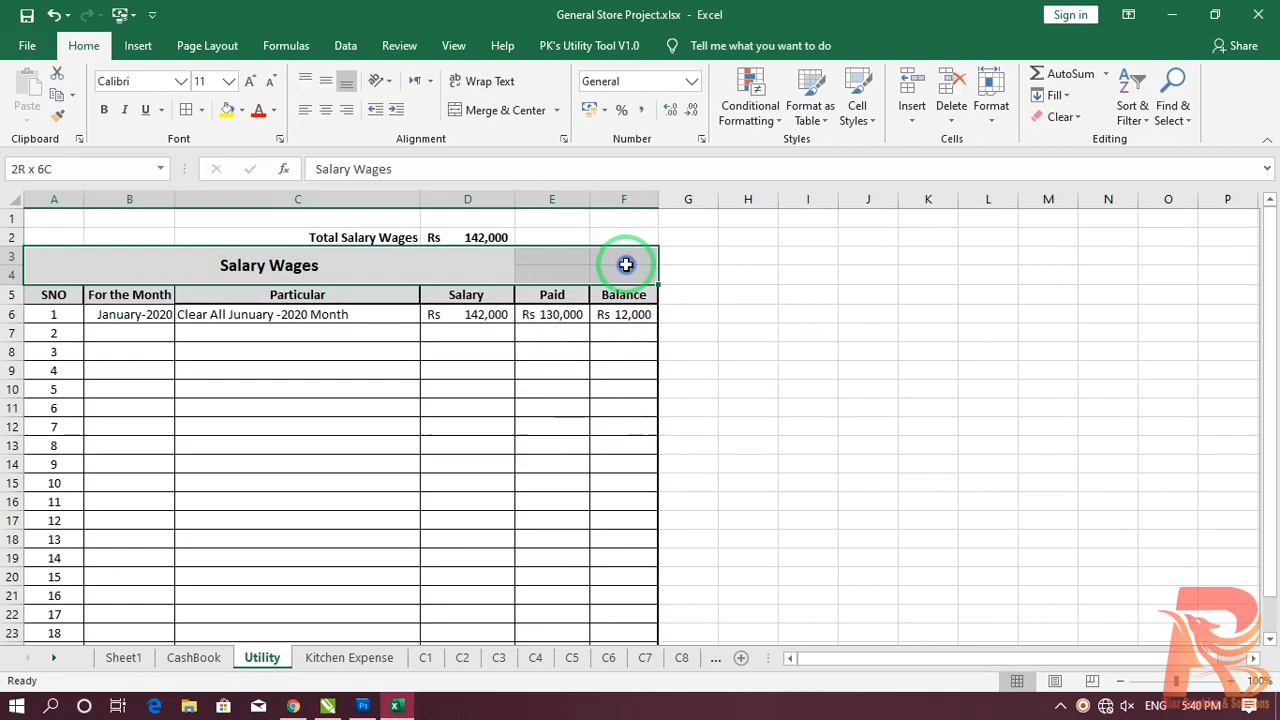 General Store Project.xlsx - Excel
Sign in
File Home Insert Page Layout Formulas Data Review View Help PK's Utility Tool V1.0 Tell me what you want to do Share
Paste
Calibri 11
Wrap Text
General
Merge & Center
Conditional Formatting
Format as Table
Cell Styles
Insert Delete Format
AutoSum
Fill
Clear
Sort & Filter
Find & Select
Clipboard Font Alignment Number Styles Cells Editing
2R x 6C Salary Wages
A B C D E F G H I J K L M N O P
1
2 Total Salary Wages Rs 142,000
3 Salary Wages
4
5 SNO For the Month Particular Salary Paid Balance
6 1 January-2020 Clear All Junuary -2020 Month Rs 142,000 Rs 130,000 Rs 12,000
7 2
8 3
9 4
10 5
11 6
12 7
13 8
14 9
15 10
16 11
17 12
18 13
19 14
20 15
21 16
22 17
23 18
Sheet1 CashBook Utility Kitchen Expense C1 C2 C3 C4 C5 C6 C7 C8 ...
Ready 100%
ENG 5:40 PM